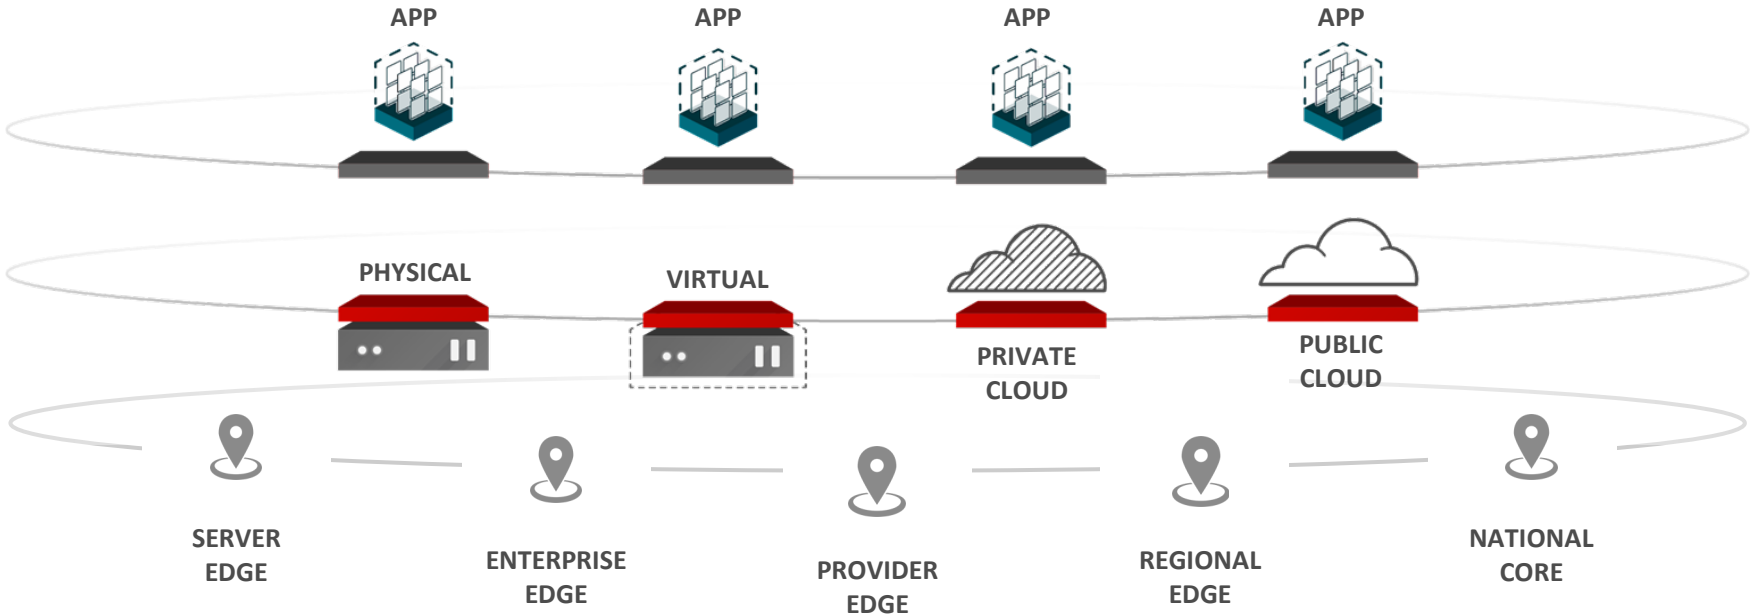 APP
APP
APP
APP
PHYSICAL
VIRTUAL
PRIVATE
CLOUD
PUBLIC
CLOUD
SERVER
EDGE
ENTERPRISE
EDGE
PROVIDER
EDGE
REGIONAL
EDGE
NATIONAL
CORE